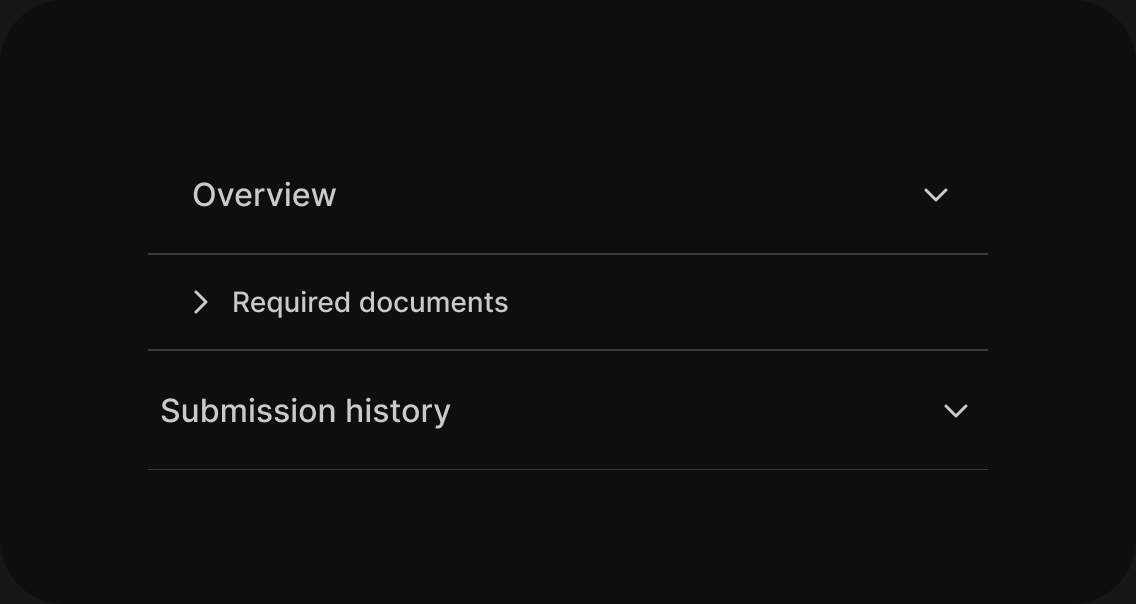 Overview
Required documents
Submission history